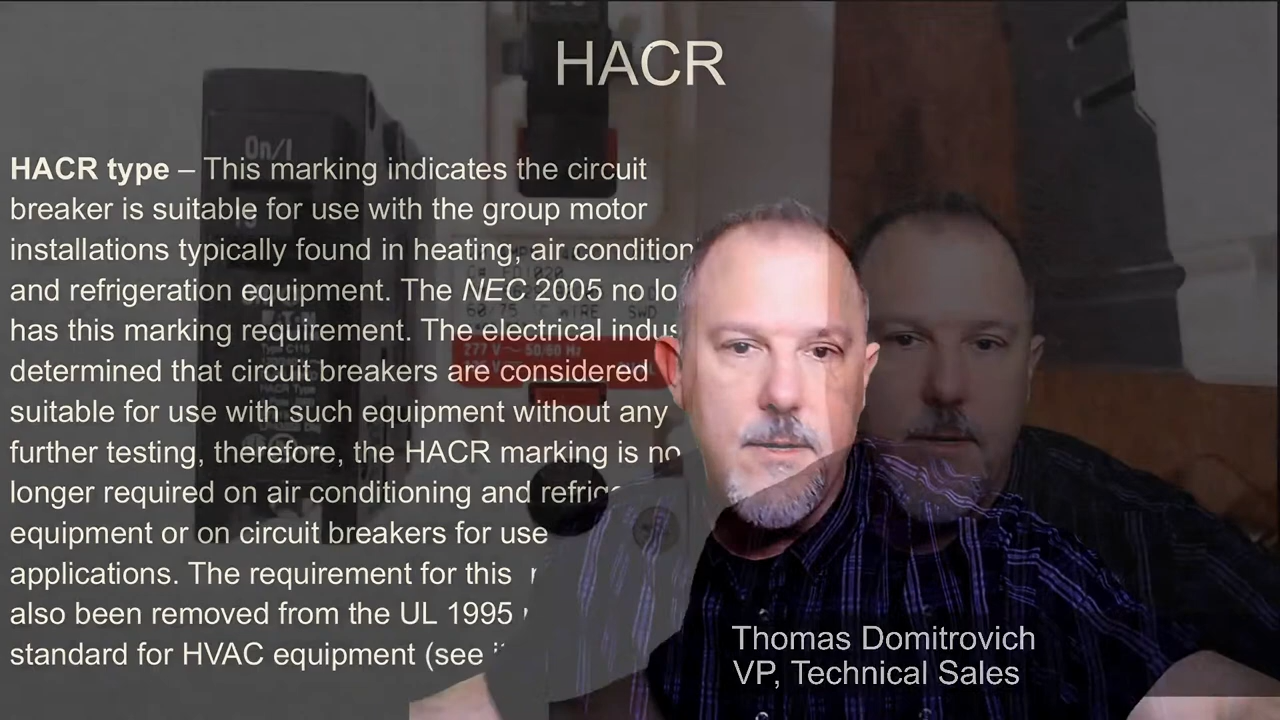 HACR
HACR type – This marking indicates the circuit
breaker is suitable for use with the group motor
installations typically found in heating, air condition
and refrigeration equipment. The NEC 2005 no lo
has this marking requirement. The electrical indus
determined that circuit breakers are considered
suitable for use with such equipment without any
further testing, therefore, the HACR marking is no
longer required on air conditioning and refrig
equipment or on circuit breakers for use
applications. The requirement for this
also been removed from the UL 1995
standard for HVAC equipment (see
On/I
277 V~ 50/60 Hz
Thomas Domitrovich
VP, Technical Sales